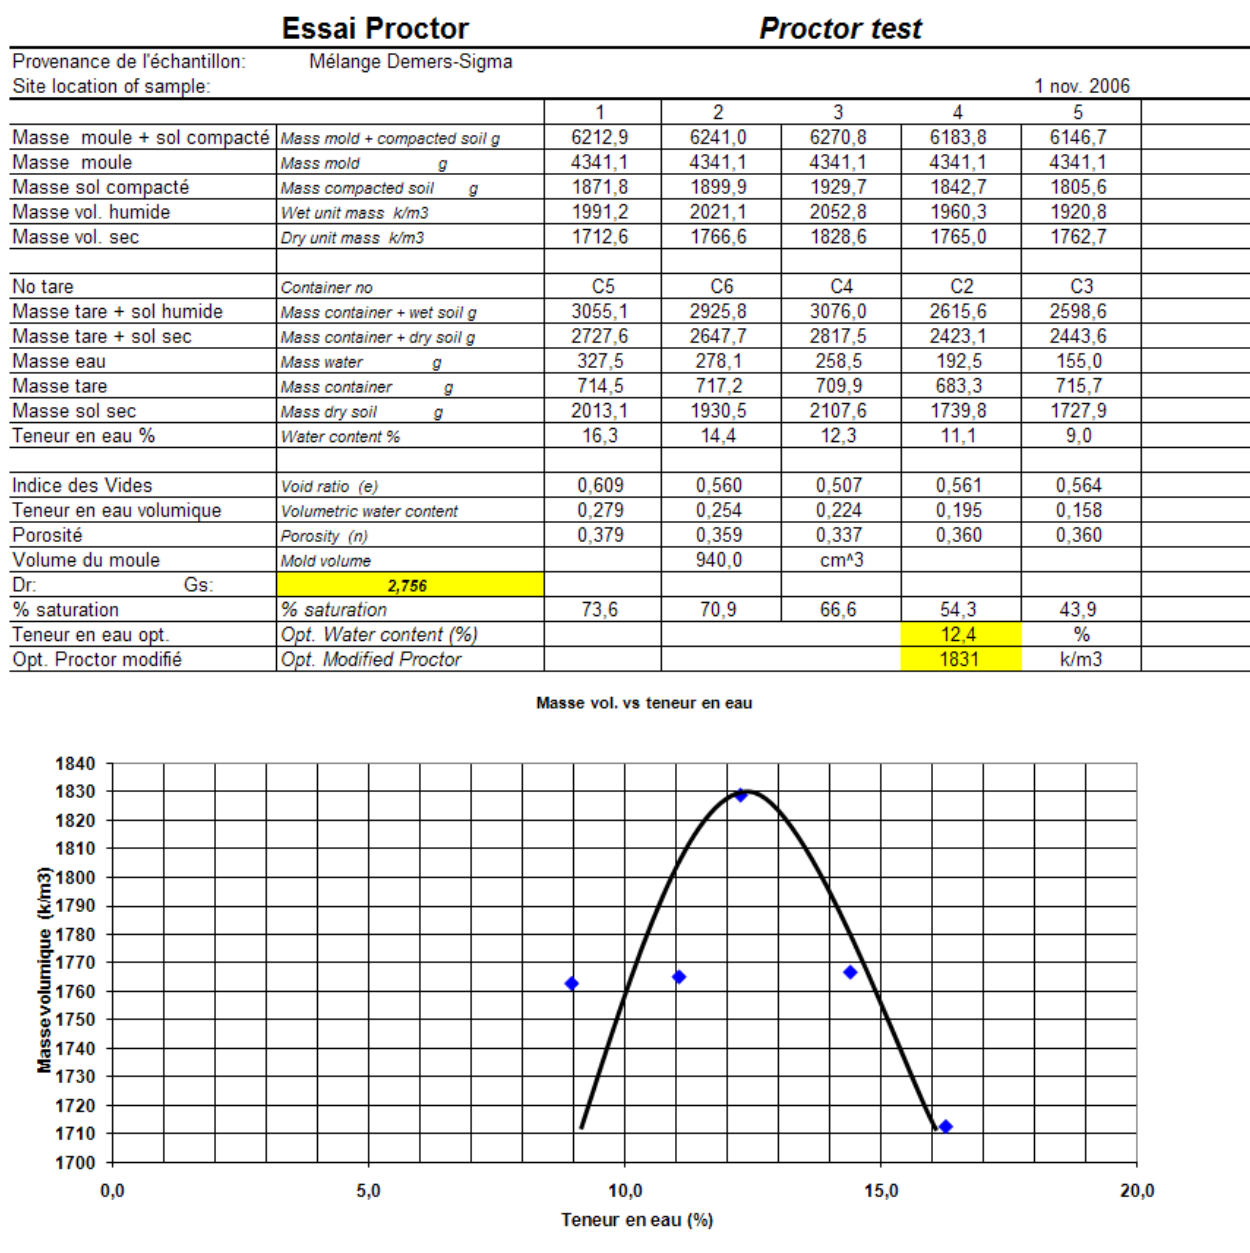 Essai Proctor Proctor test
Provenance de l'échantillon: Mélange Demers-Sigma
Site location of sample: 1 nov. 2006
1 2 3 4 5
Masse moule + sol compacté Mass mold + compacted soil g 6212,9 6241,0 6270,8 6183,8 6146,7
Masse moule Mass mold g 4341,1 4341,1 4341,1 4341,1 4341,1
Masse sol compacté Mass compacted soil g 1871,8 1899,9 1929,7 1842,7 1805,6
Masse vol. humide Wet unit mass k/m3 1991,2 2021,1 2052,8 1960,3 1920,8
Masse vol. sec Dry unit mass k/m3 1712,6 1766,6 1828,6 1765,0 1762,7
No tare Container no C5 C6 C4 C2 C3
Masse tare + sol humide Mass container + wet soil g 3055,1 2925,8 3076,0 2615,6 2598,6
Masse tare + sol sec Mass container + dry soil g 2727,6 2647,7 2817,5 2423,1 2443,6
Masse eau Mass water g 327,5 278,1 258,5 192,5 155,0
Masse tare Mass container g 714,5 717,2 709,9 683,3 715,7
Masse sol sec Mass dry soil g 2013,1 1930,5 2107,6 1739,8 1727,9
Teneur en eau % Water content % 16,3 14,4 12,3 11,1 9,0
Indice des Vides Void ratio (e) 0,609 0,560 0,507 0,561 0,564
Teneur en eau volumique Volumetric water content 0,279 0,254 0,224 0,195 0,158
Porosité Porosity (n) 0,379 0,359 0,337 0,360 0,360
Volume du moule Mold volume 940,0 cm^3
Dr: Gs: 2,756
% saturation % saturation 73,6 70,9 66,6 54,3 43,9
Teneur en eau opt. Opt. Water content (%) 12,4 %
Opt. Proctor modifié Opt. Modified Proctor 1831 k/m3
Masse vol. vs teneur en eau
Masse volumique (k/m3)
1840
1830
1820
1810
1800
1790
1780
1770
1760
1750
1740
1730
1720
1710
1700
0,0 5,0 10,0 15,0 20,0
Teneur en eau (%)